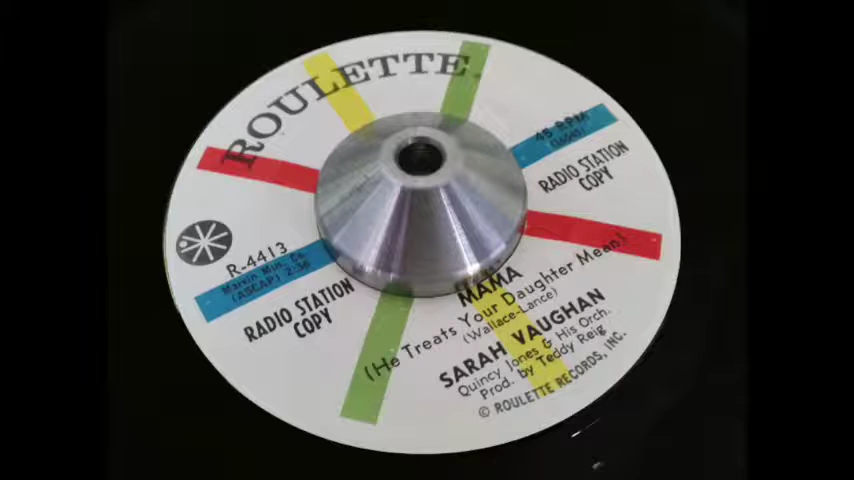 ROULETTE
45 RPM
RADIO STATION
COPY
R-4413
Marvin Mus. Co.
(ASCAP) 2:36
RADIO STATION
COPY
MAMA
(He Treats Your Daughter Mean)
(Wallace-Lance)
SARAH VAUGHAN
Quincy Jones & His Orch.
Prod. by Teddy Reig
© ROULETTE RECORDS, INC.